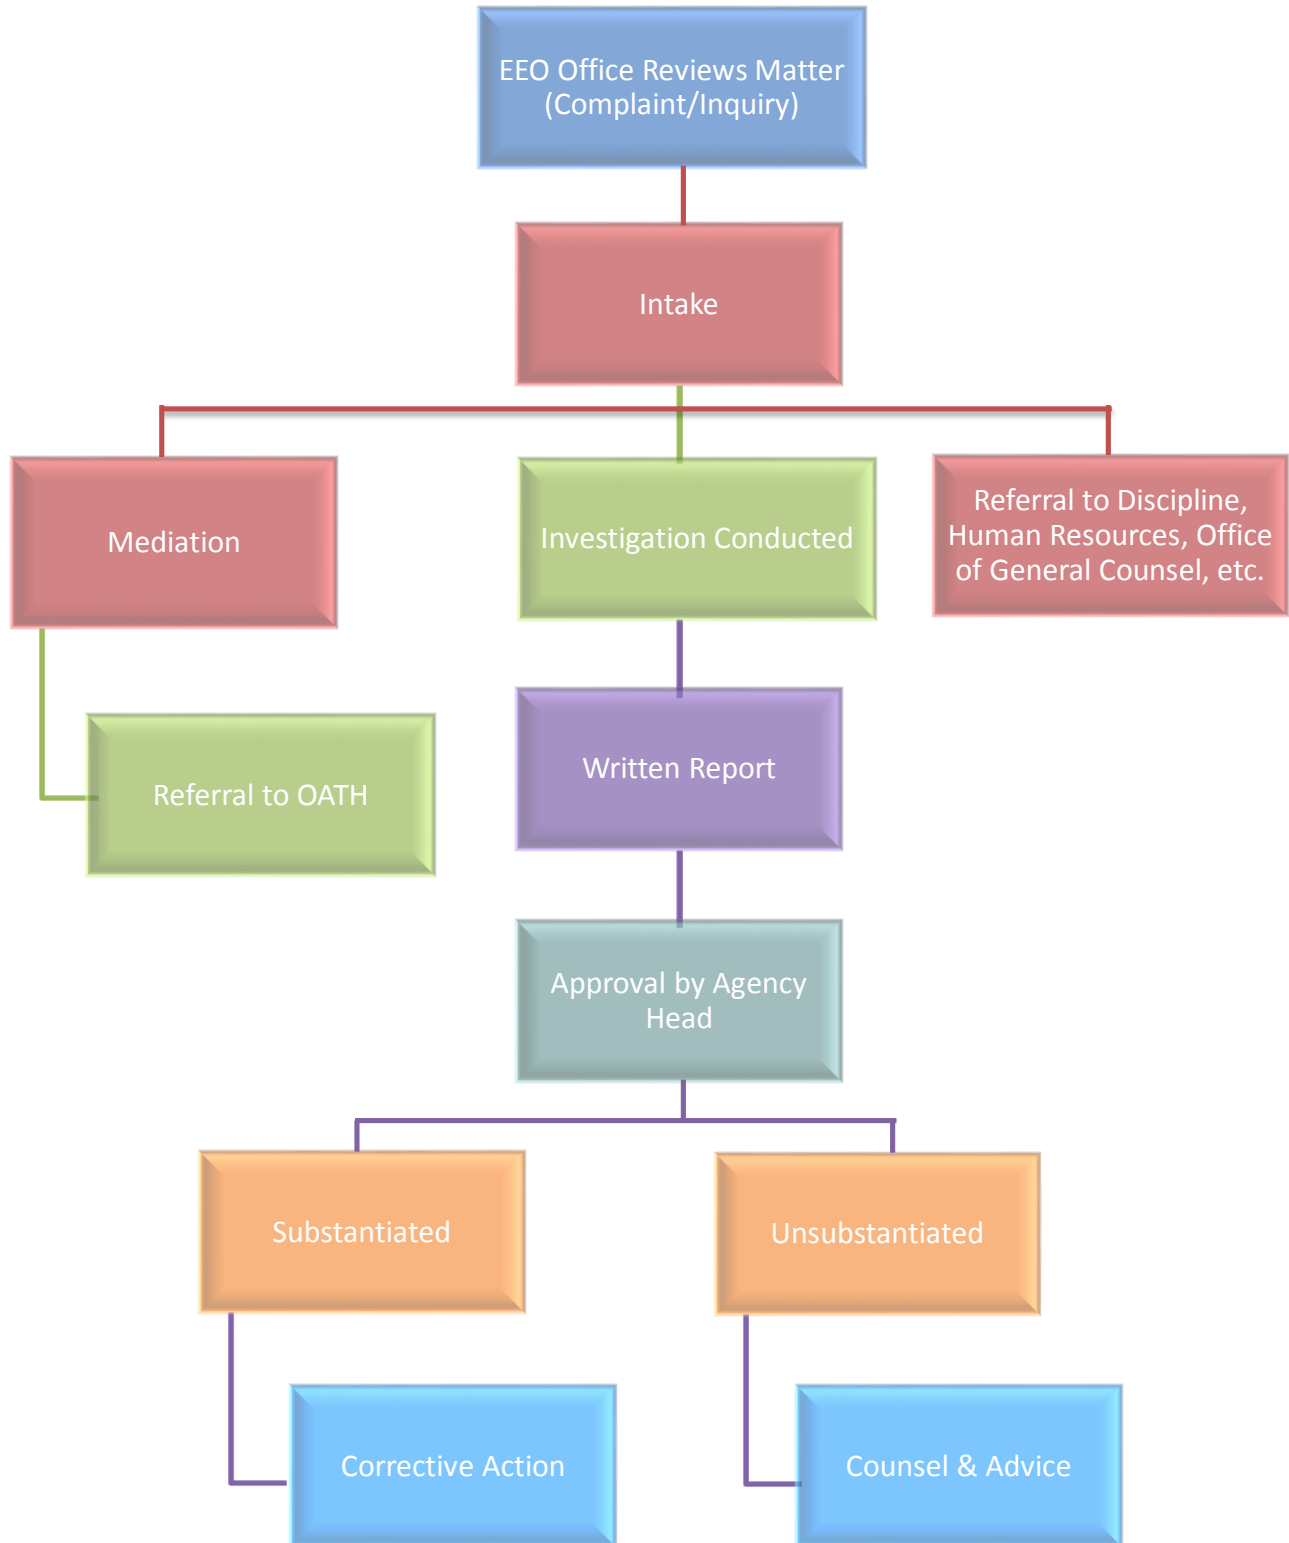 EEO Office Reviews Matter
(Complaint/Inquiry)
Intake
Mediation
Investigation Conducted
Referral to Discipline,
Human Resources, Office
of General Counsel, etc.
Referral to OATH
Written Report
Approval by Agency
Head
Substantiated
Unsubstantiated
Corrective Action
Counsel & Advice